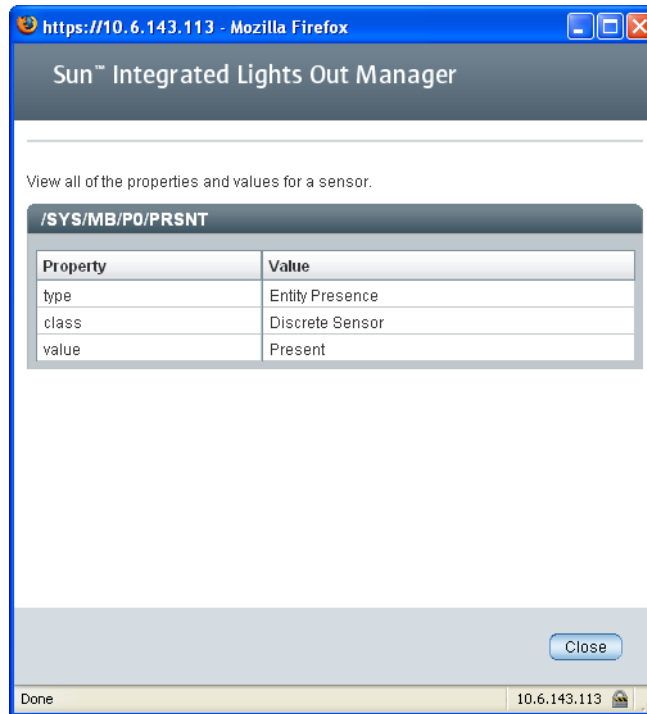 https://10.6.143.113 - Mozilla Firefox
Sun™ Integrated Lights Out Manager
View all of the properties and values for a sensor.
/SYS/MB/P0/PRSNT
Property Value
type Entity Presence
class Discrete Sensor
value Present
Close
Done 10.6.143.113